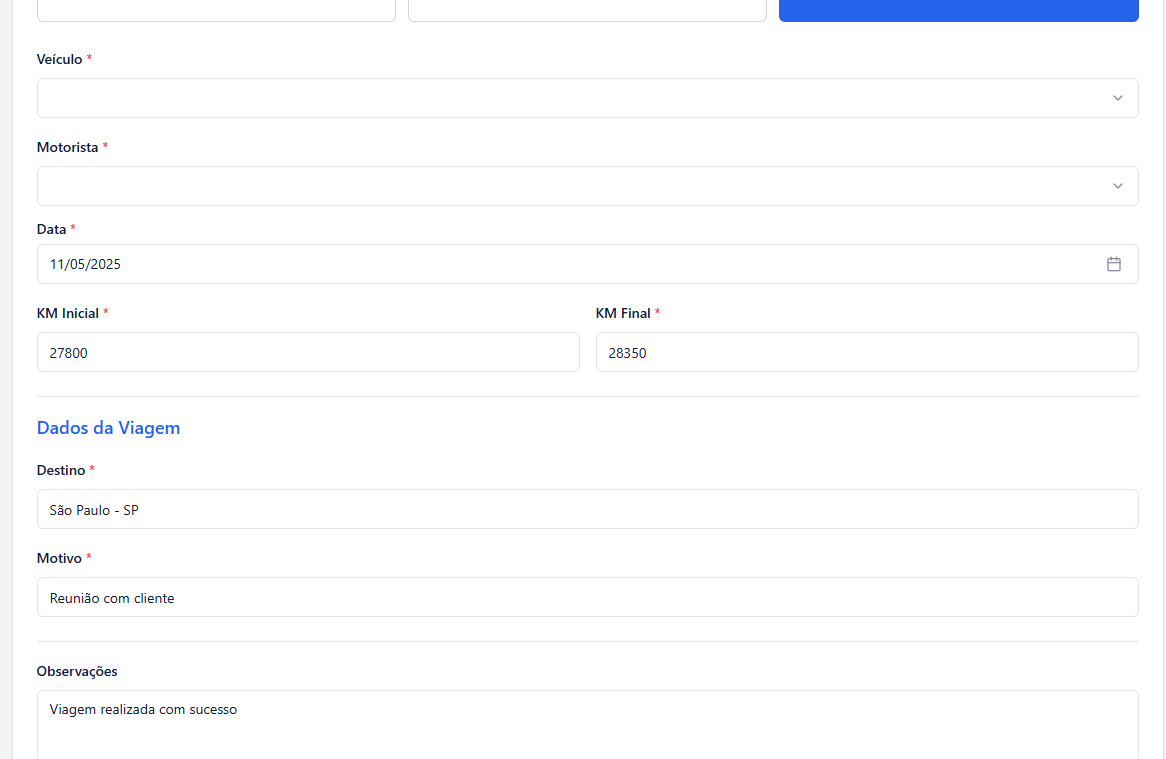 Veículo *
Motorista *
Data *
11/05/2025
KM Inicial *
KM Final *
27800
28350
Dados da Viagem
Destino *
São Paulo - SP
Motivo *
Reunião com cliente
Observações
Viagem realizada com sucesso